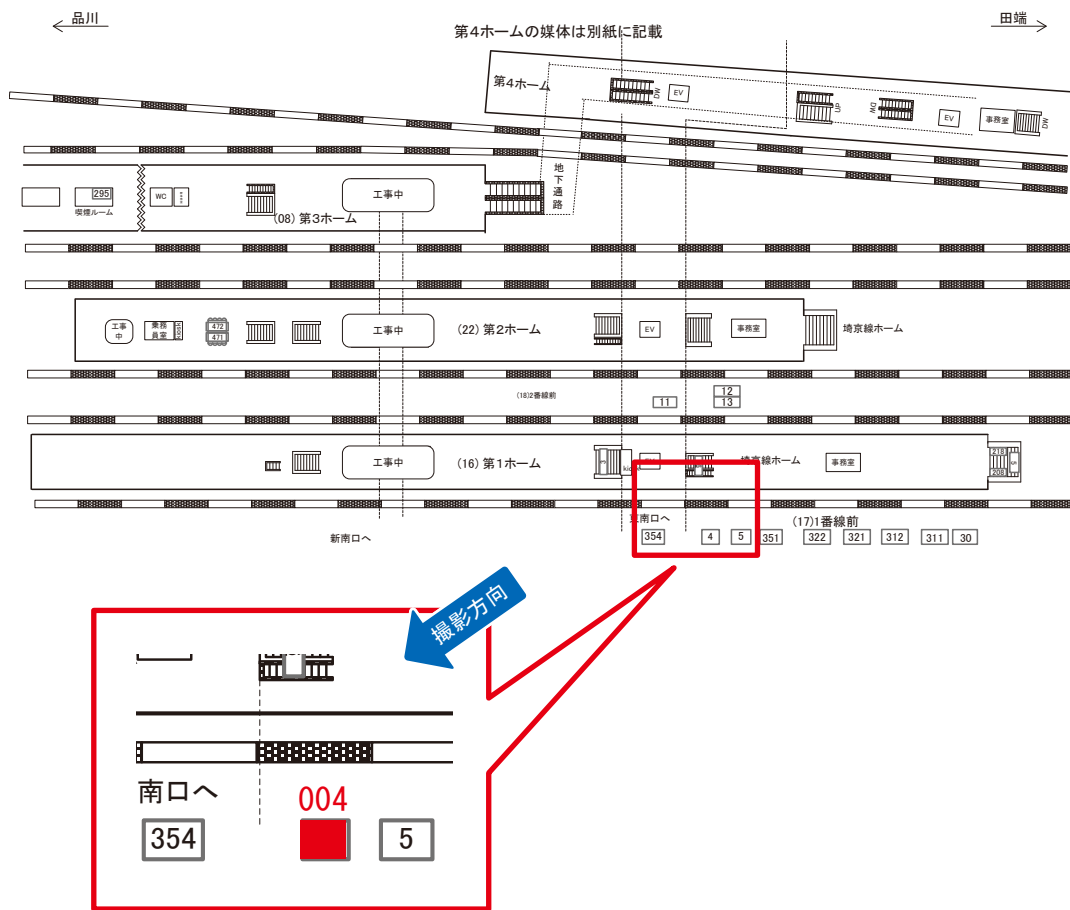 品川
田端
第4ホームの媒体は別紙に記載
第4ホーム
DW
EV
UP
DW
EV
事務室
DW
地下通路
295
喫煙ルーム
WC
工事中
(08) 第3ホーム
工事中
乗務員室
kiosk
472
471
工事中
(22) 第2ホーム
EV
事務室
埼京線ホーム
(18)2番線前
11
12
13
工事中
(16) 第1ホーム
3
EV
埼京線ホーム
事務室
218
208
5
新南口へ
東南口へ
(17)1番線前
354
4
5
351
322
321
312
311
30
撮影方向
南口へ
004
354
5